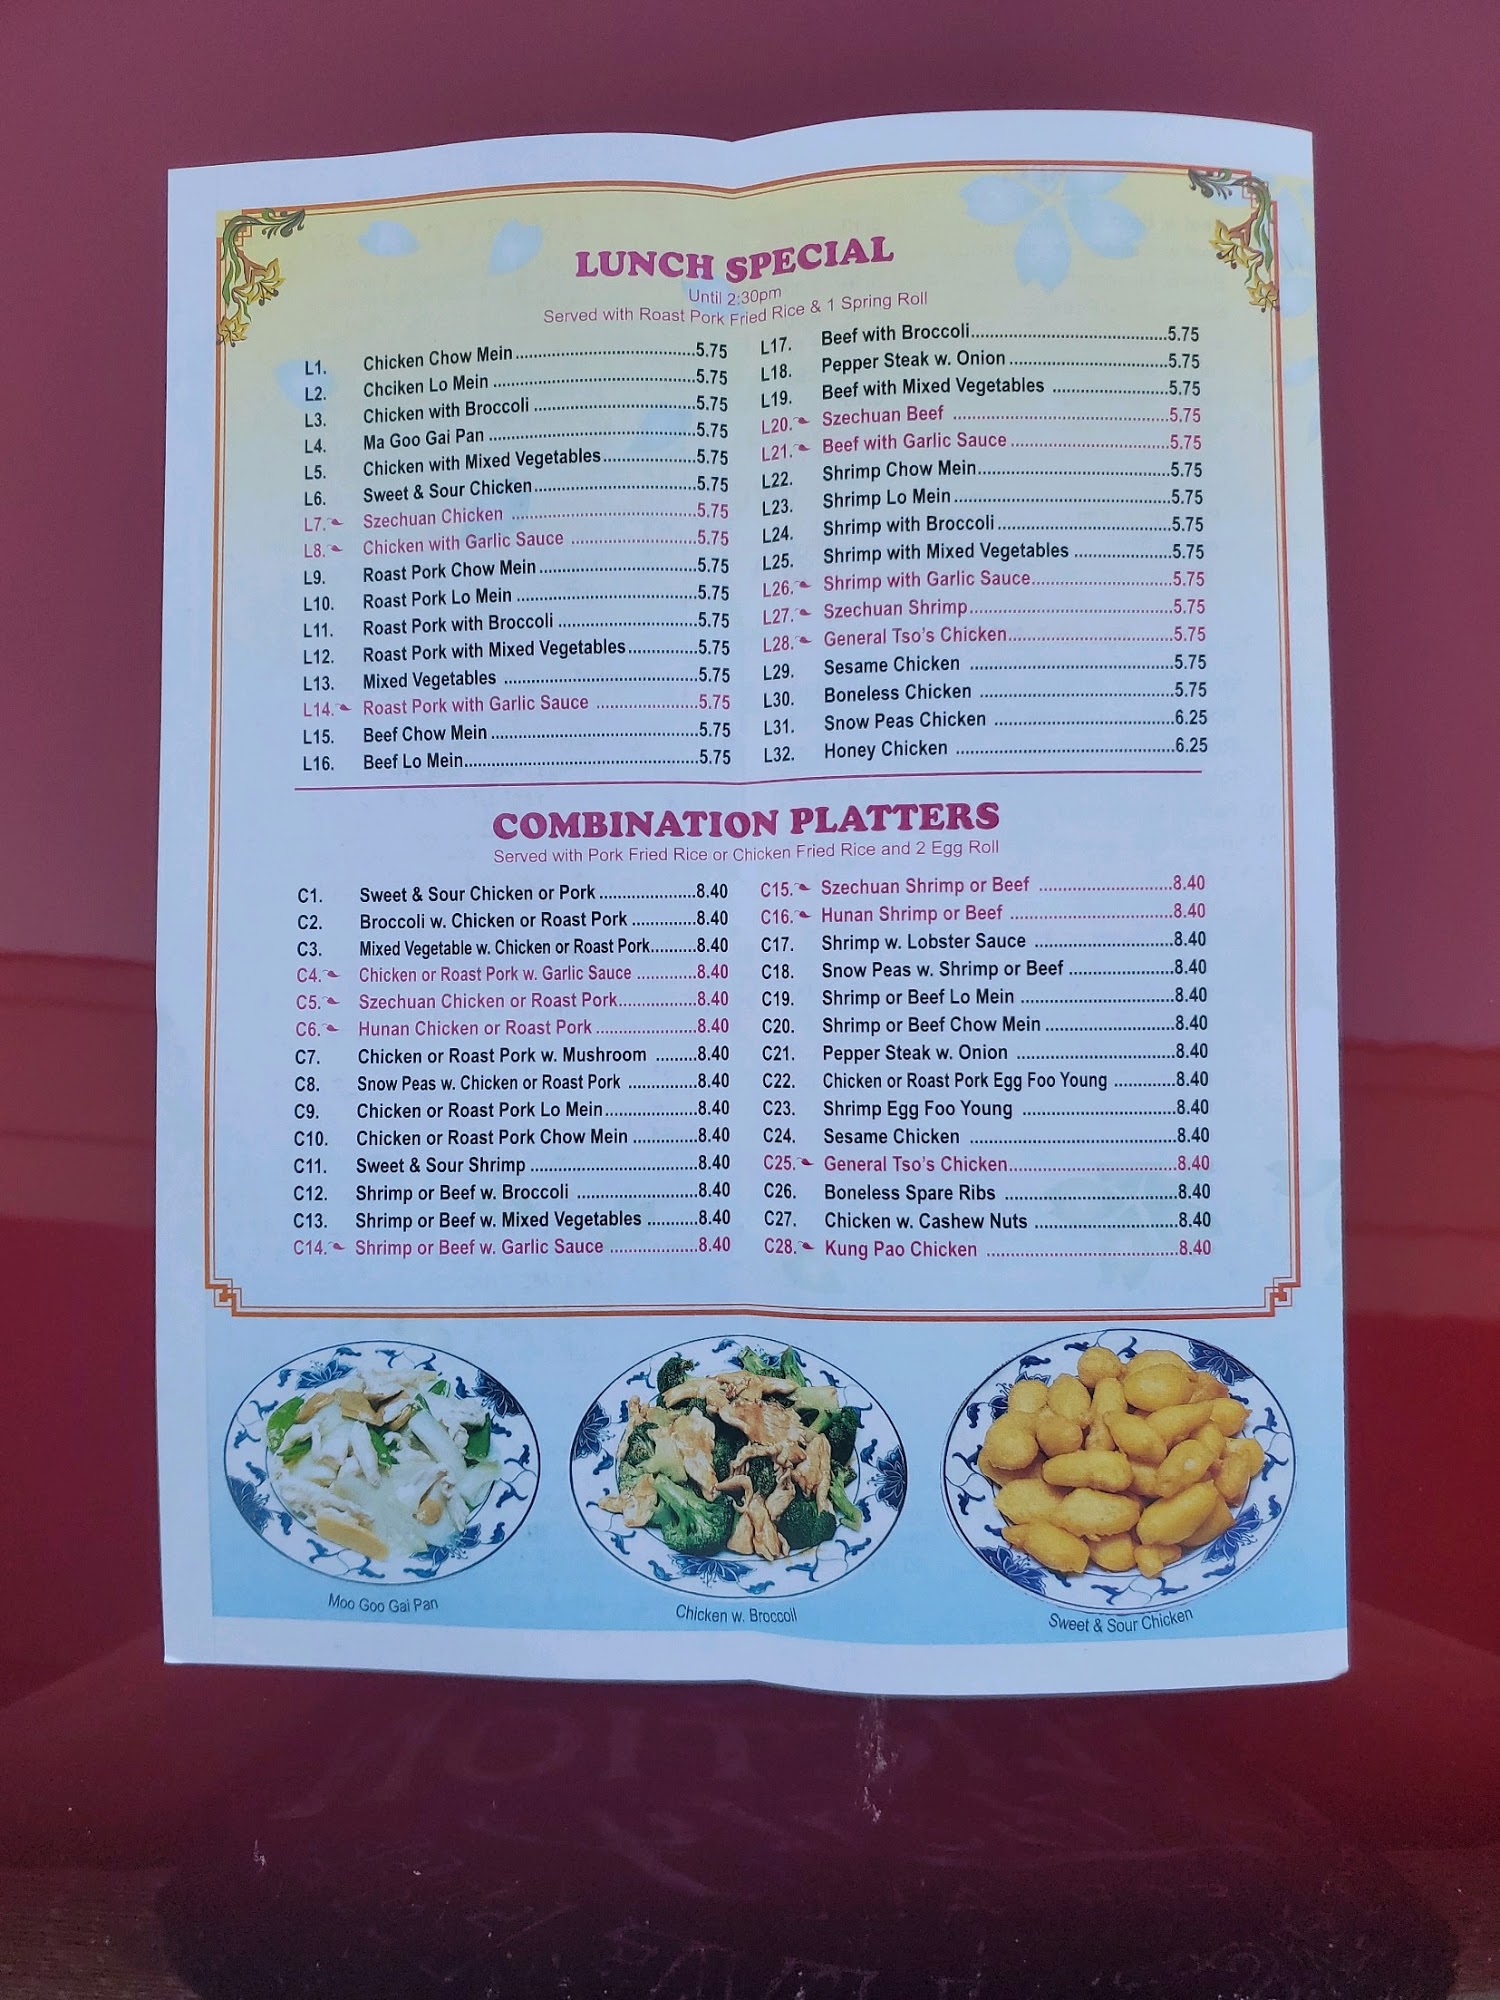 LUNCH SPECIAL
Until 2:30pm
Served with Roast Pork Fried Rice & 1 Spring Roll
L1. Chicken Chow Mein 5.75
L2. Chciken Lo Mein 5.75
L3. Chicken with Broccoli 5.75
L4. Ma Goo Gai Pan 5.75
L5. Chicken with Mixed Vegetables 5.75
L6. Sweet & Sour Chicken 5.75
L7. Szechuan Chicken 5.75
L8. Chicken with Garlic Sauce 5.75
L9. Roast Pork Chow Mein 5.75
L10. Roast Pork Lo Mein 5.75
L11. Roast Pork with Broccoli 5.75
L12. Roast Pork with Mixed Vegetables 5.75
L13. Mixed Vegetables 5.75
L14. Roast Pork with Garlic Sauce 5.75
L15. Beef Chow Mein 5.75
L16. Beef Lo Mein 5.75
L17. Beef with Broccoli 5.75
L18. Pepper Steak w. Onion 5.75
L19. Beef with Mixed Vegetables 5.75
L20. Szechuan Beef 5.75
L21. Beef with Garlic Sauce 5.75
L22. Shrimp Chow Mein 5.75
L23. Shrimp Lo Mein 5.75
L24. Shrimp with Broccoli 5.75
L25. Shrimp with Mixed Vegetables 5.75
L26. Shrimp with Garlic Sauce 5.75
L27. Szechuan Shrimp 5.75
L28. General Tso's Chicken 5.75
L29. Sesame Chicken 5.75
L30. Boneless Chicken 5.75
L31. Snow Peas Chicken 6.25
L32. Honey Chicken 6.25
COMBINATION PLATTERS
Served with Pork Fried Rice or Chicken Fried Rice and 2 Egg Roll
C1. Sweet & Sour Chicken or Pork 8.40
C2. Broccoli w. Chicken or Roast Pork 8.40
C3. Mixed Vegetable w. Chicken or Roast Pork 8.40
C4. Chicken or Roast Pork w. Garlic Sauce 8.40
C5. Szechuan Chicken or Roast Pork 8.40
C6. Hunan Chicken or Roast Pork 8.40
C7. Chicken or Roast Pork w. Mushroom 8.40
C8. Snow Peas w. Chicken or Roast Pork 8.40
C9. Chicken or Roast Pork Lo Mein 8.40
C10. Chicken or Roast Pork Chow Mein 8.40
C11. Sweet & Sour Shrimp 8.40
C12. Shrimp or Beef w. Broccoli 8.40
C13. Shrimp or Beef w. Mixed Vegetables 8.40
C14. Shrimp or Beef w. Garlic Sauce 8.40
C15. Szechuan Shrimp or Beef 8.40
C16. Hunan Shrimp or Beef 8.40
C17. Shrimp w. Lobster Sauce 8.40
C18. Snow Peas w. Shrimp or Beef 8.40
C19. Shrimp or Beef Lo Mein 8.40
C20. Shrimp or Beef Chow Mein 8.40
C21. Pepper Steak w. Onion 8.40
C22. Chicken or Roast Pork Egg Foo Young 8.40
C23. Shrimp Egg Foo Young 8.40
C24. Sesame Chicken 8.40
C25. General Tso's Chicken 8.40
C26. Boneless Spare Ribs 8.40
C27. Chicken w. Cashew Nuts 8.40
C28. Kung Pao Chicken 8.40
Moo Goo Gai Pan
Chicken w. Broccoli
Sweet & Sour Chicken